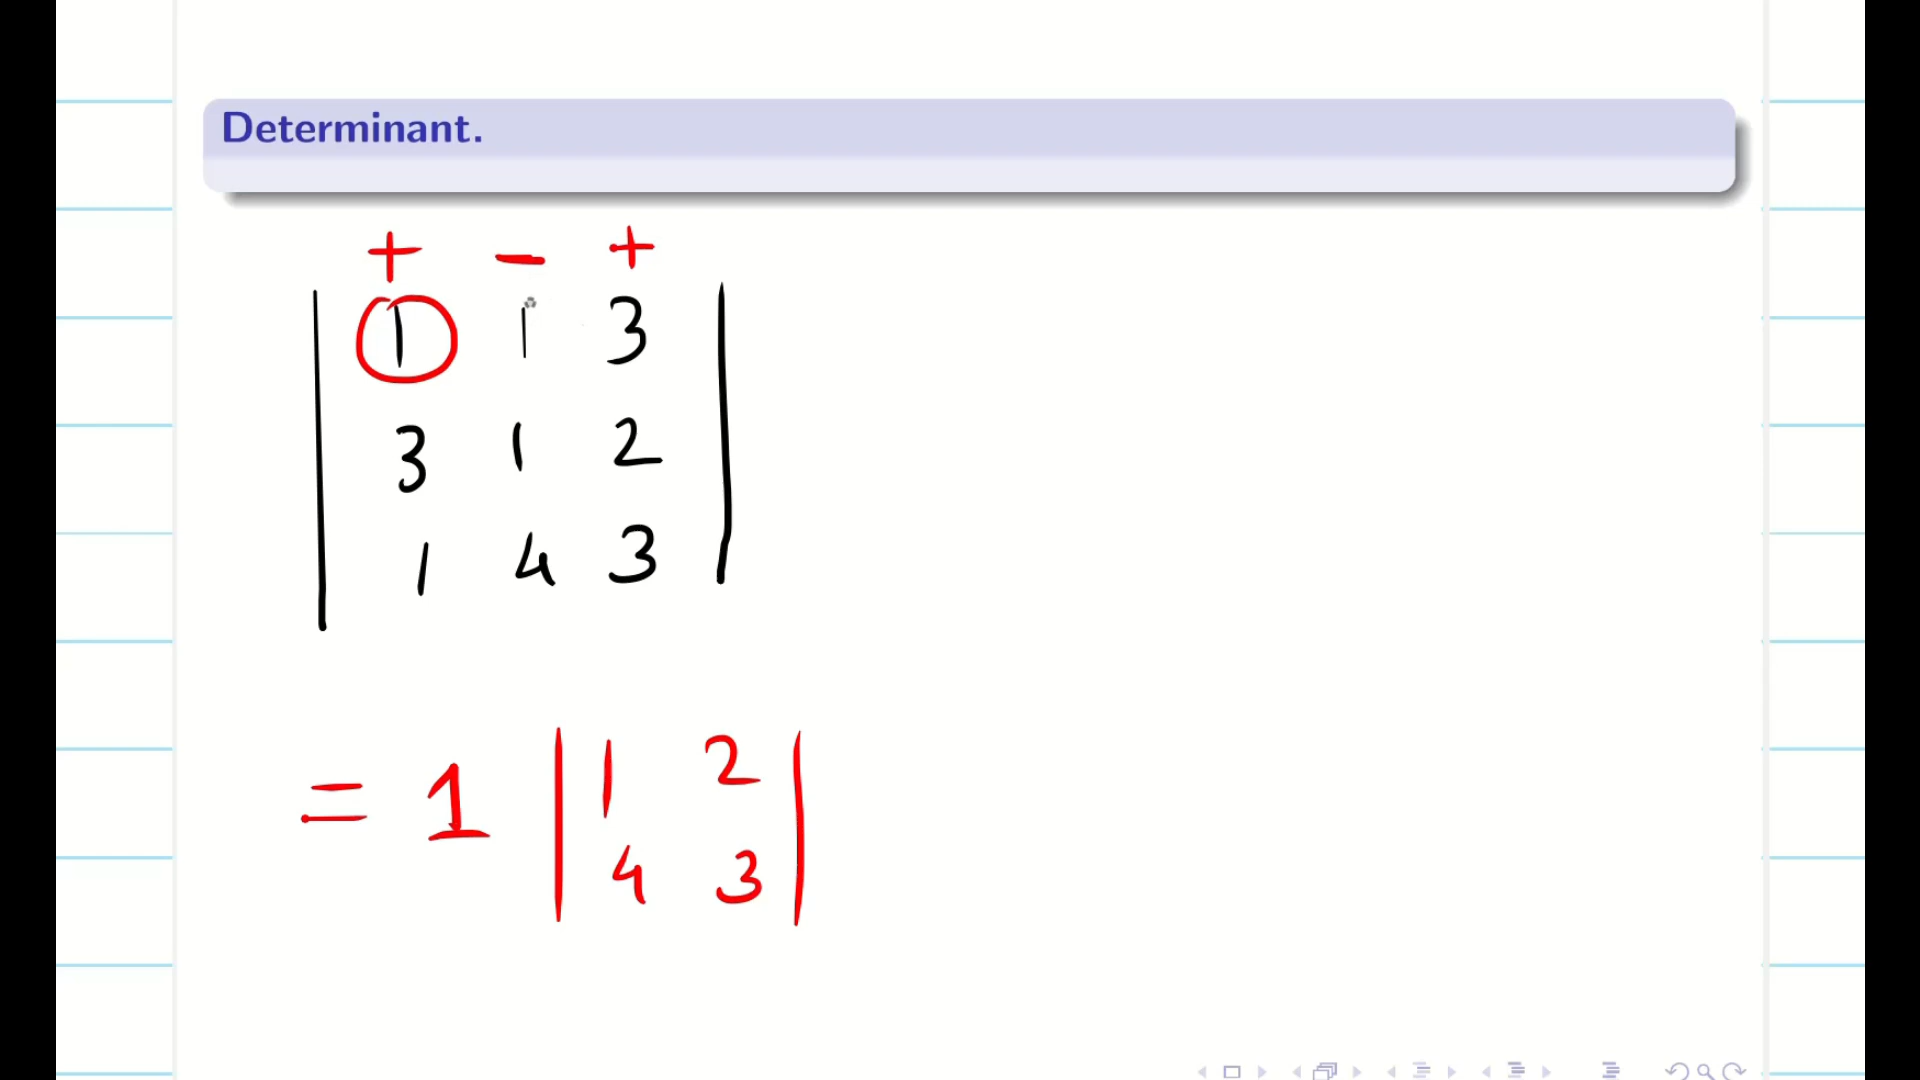 Determinant.
+ - +
| 1 1 3 |
| 3 1 2 |
| 1 4 3 |
= 1 | 1 2 |
| 4 3 |